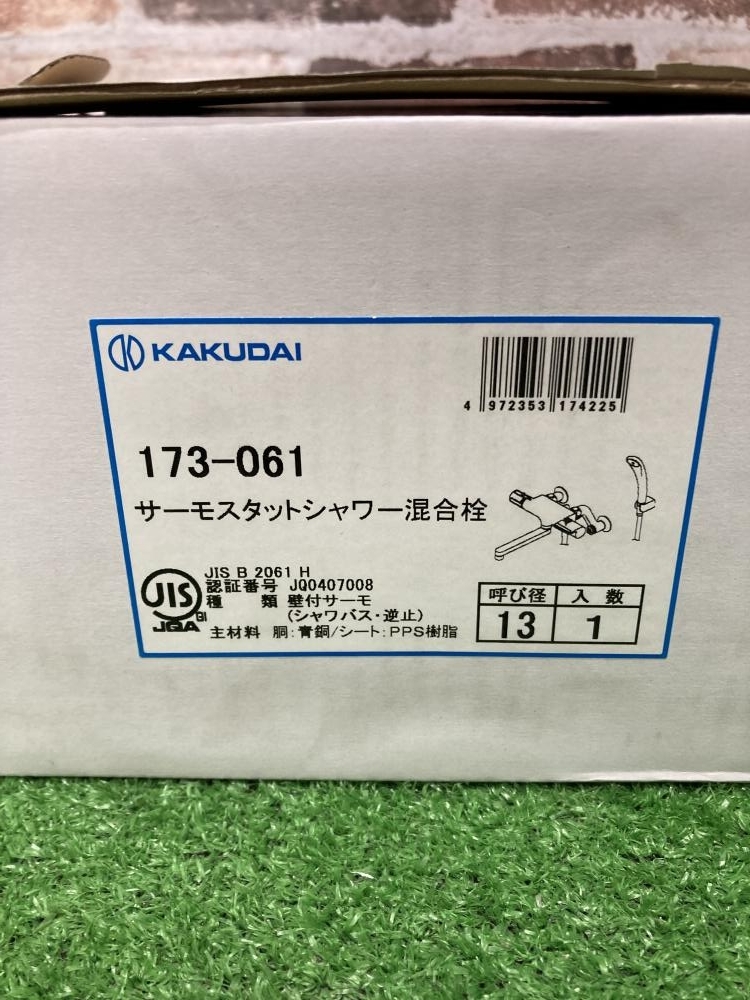 KAKUDAI
4 972353 174225
173-061
サーモスタットシャワー混合栓
JIS B 2061 H
認証番号 JQ0407008
種 類 壁付サーモ
(シャワバス・逆止)
主材料 胴:青銅/シート:PPS樹脂
JIS
JQA
呼び径 入 数
13 1